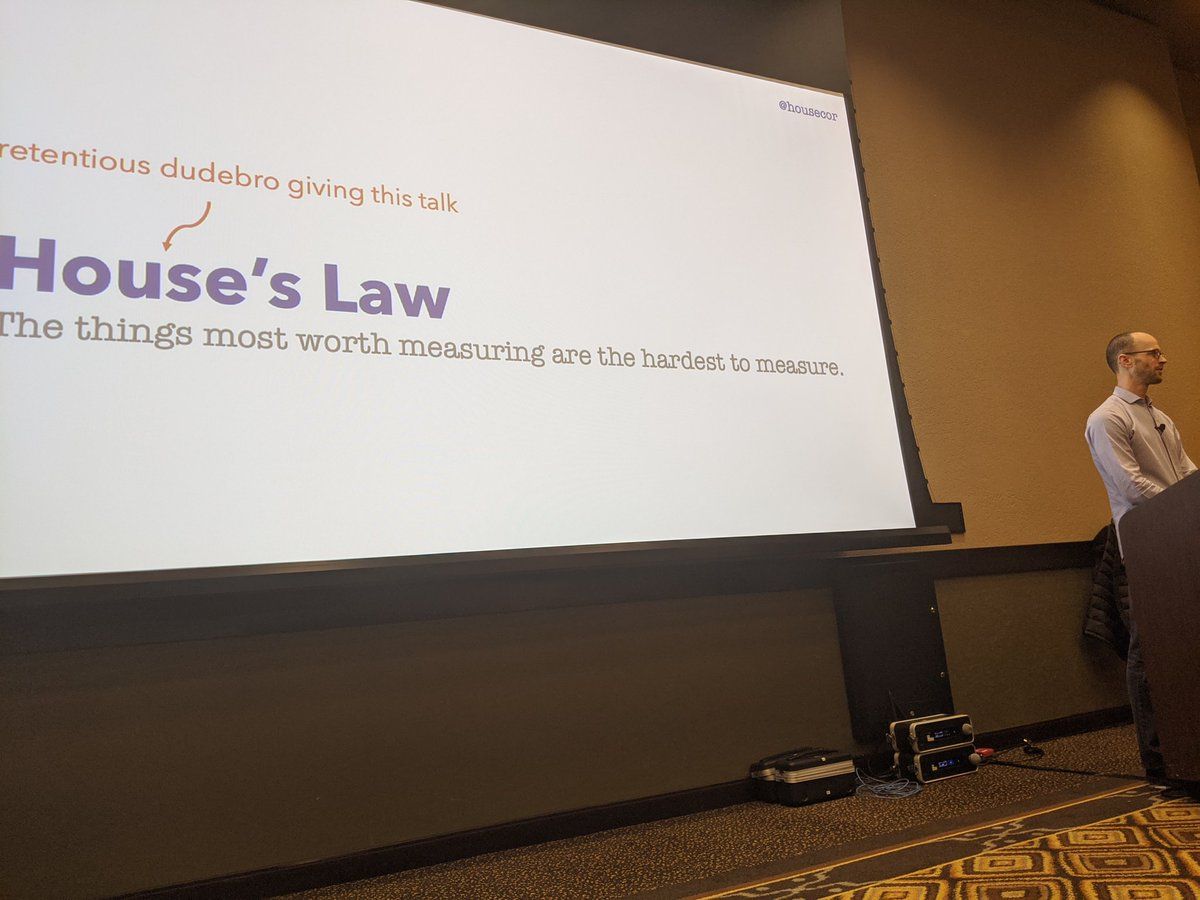 @housecor
retentious dudebro giving this talk
House's Law
The things most worth measuring are the hardest to measure.